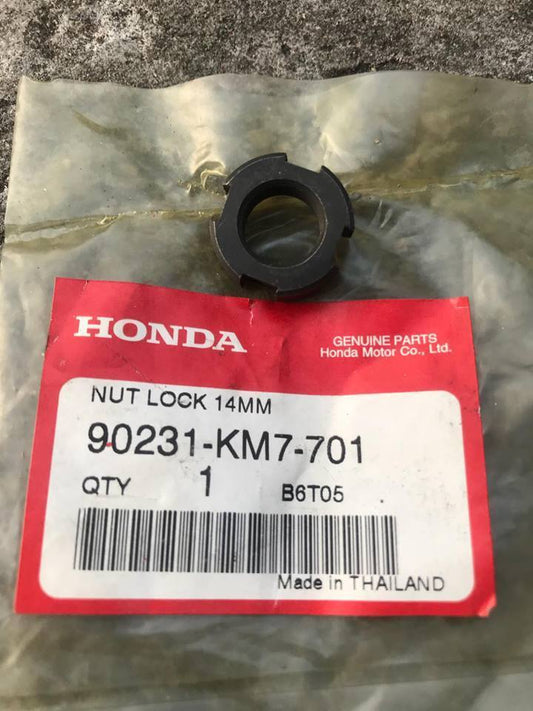 HONDA
GENUINE PARTS
Honda Motor Co., Ltd.
NUT LOCK 14MM
90231-KM7-701
QTY 1 B6T05
Made in THAILAND